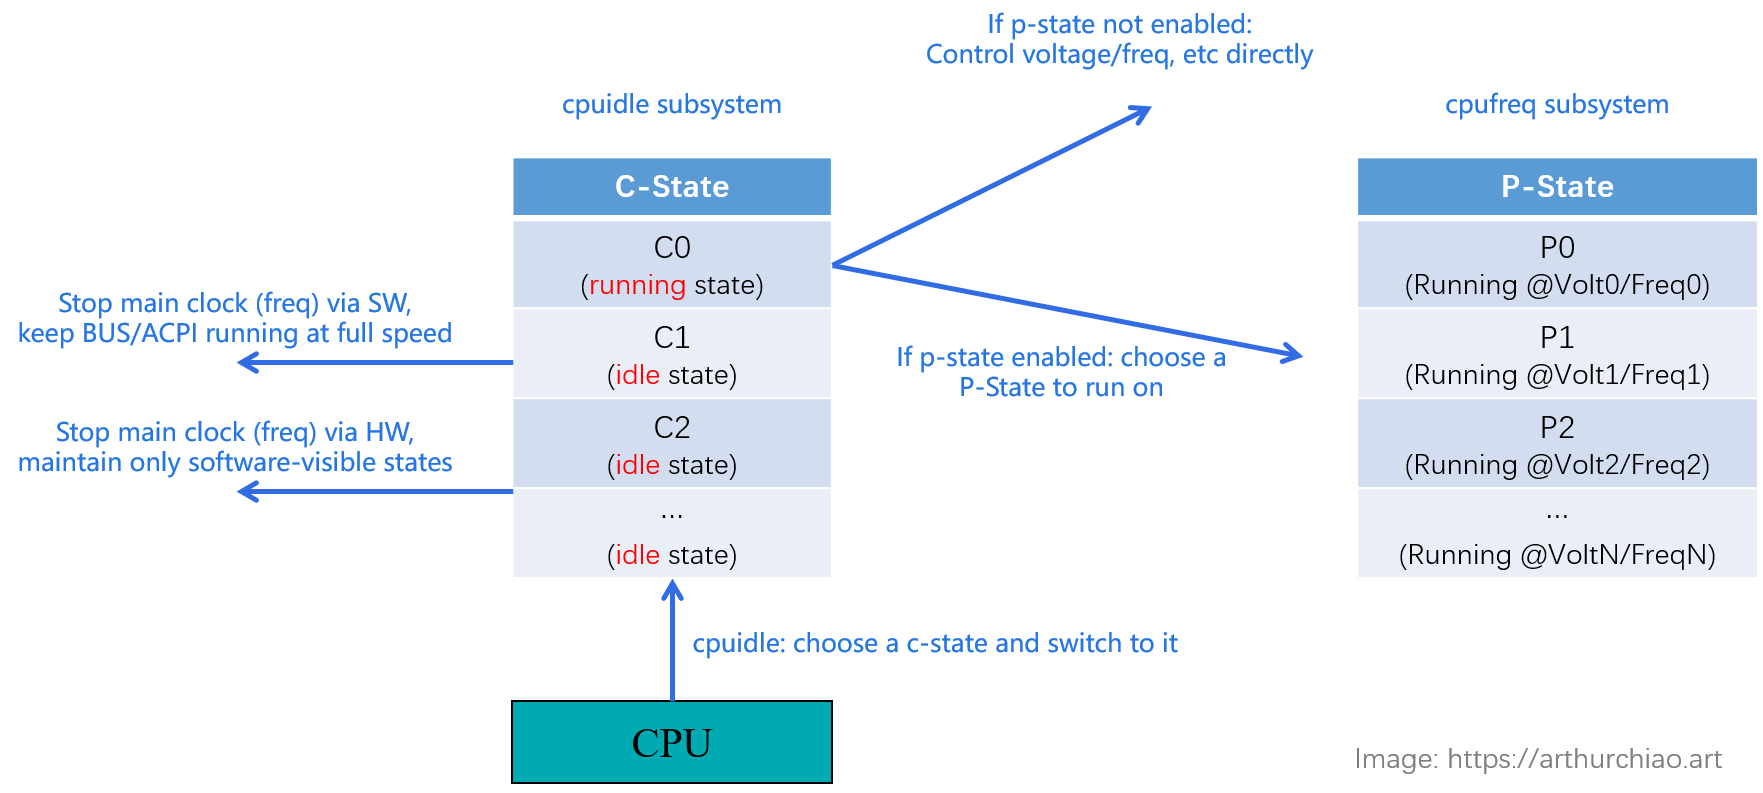 If p-state not enabled:
Control voltage/freq, etc directly
cpuidle subsystem
cpufreq subsystem
C-State
C0
(running state)
C1
(idle state)
C2
(idle state)
...
(idle state)
P-State
P0
(Running @Volt0/Freq0)
P1
(Running @Volt1/Freq1)
P2
(Running @Volt2/Freq2)
...
(Running @VoltN/FreqN)
Stop main clock (freq) via SW,
keep BUS/ACPI running at full speed
Stop main clock (freq) via HW,
maintain only software-visible states
If p-state enabled: choose a
P-State to run on
cpuidle: choose a c-state and switch to it
CPU
Image: https://arthurchiao.art